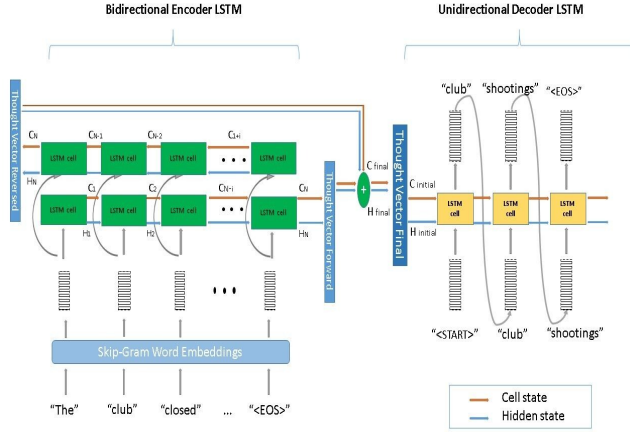 Bidirectional Encoder LSTM
Unidirectional Decoder LSTM
"club" "shootings" "<EOS>"
Thought Vector Reversed
CN CN-1 CN-2 C1+i
LSTM cell LSTM cell LSTM cell • • • LSTM cell
HN
C1 C2 CN-i CN
LSTM cell LSTM cell LSTM cell • • • LSTM cell
H1 H2 HN
Thought Vector Forward
+
C final
H final
Thought Vector Final
C initial
H initial
LSTM cell LSTM cell LSTM cell
• • •
"<START>" "club" "shootings"
Skip-Gram Word Embeddings
"The" "club" "closed" ... "<EOS>"
Cell state
Hidden state